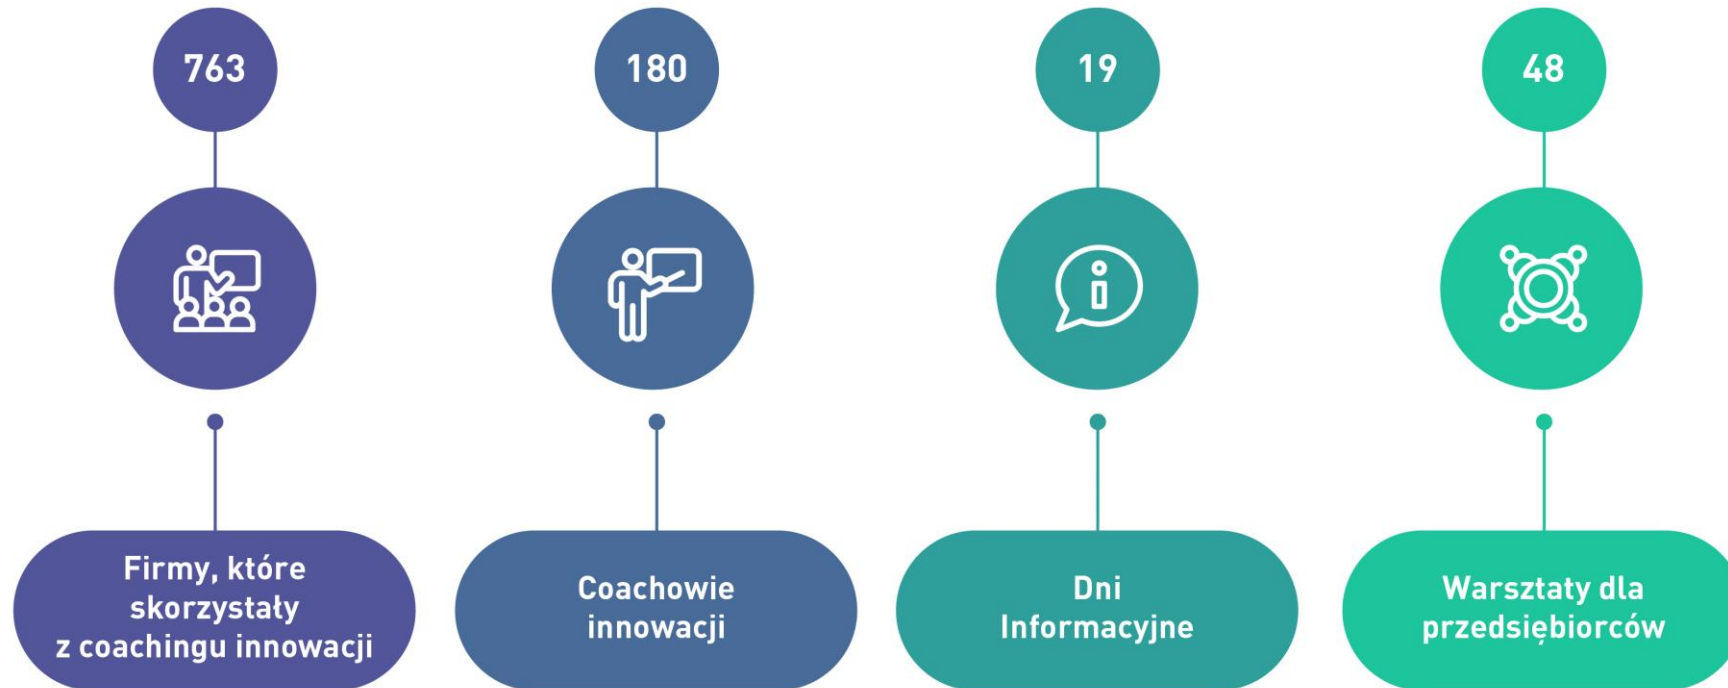 763
180
19
48
Firmy, które
skorzystały
z coachingu innowacji
Coachowie
innowacji
Dni
Informacyjne
Warsztaty dla
przedsiębiorców